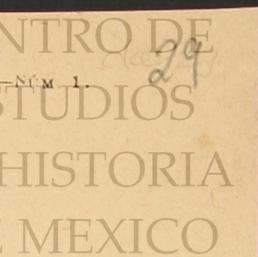 NTRO DE
29
—NÚM 1.
STUDIOS
HISTORIA
E MEXICO